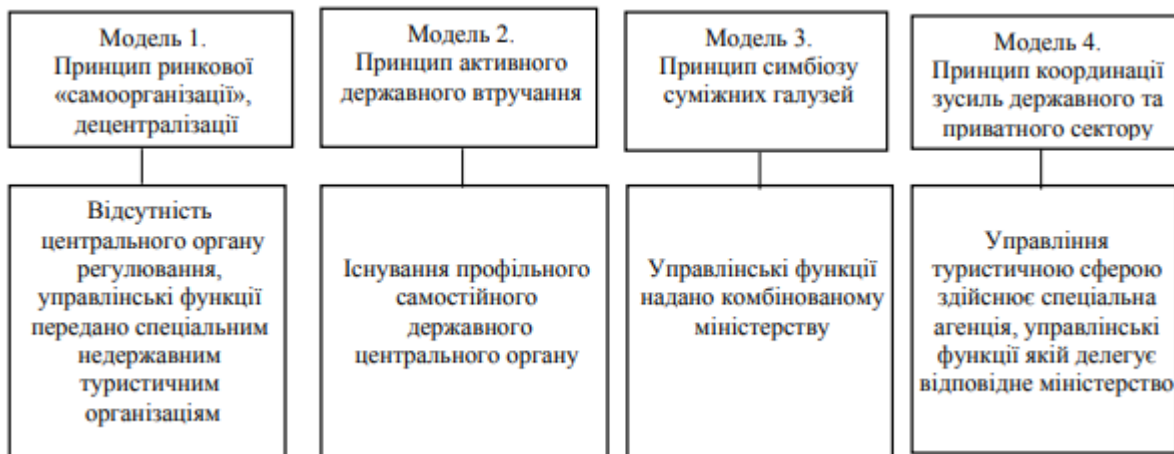 Модель 1.
Принцип ринкової
«самоорганізації»,
децентралізації
Модель 2.
Принцип активного
державного втручання
Модель 3.
Принцип симбіозу
суміжних галузей
Модель 4.
Принцип координації
зусиль державного та
приватного сектору
Відсутність
центрального органу
регулювання,
управлінські функції
передано спеціальним
недержавним
туристичним
організаціям
Існування профільного
самостійного
державного
центрального органу
Управлінські функції
надано комбінованому
міністерству
Управління
туристичною сферою
здійснює спеціальна
агенція, управлінські
функції якій делегує
відповідне міністерство